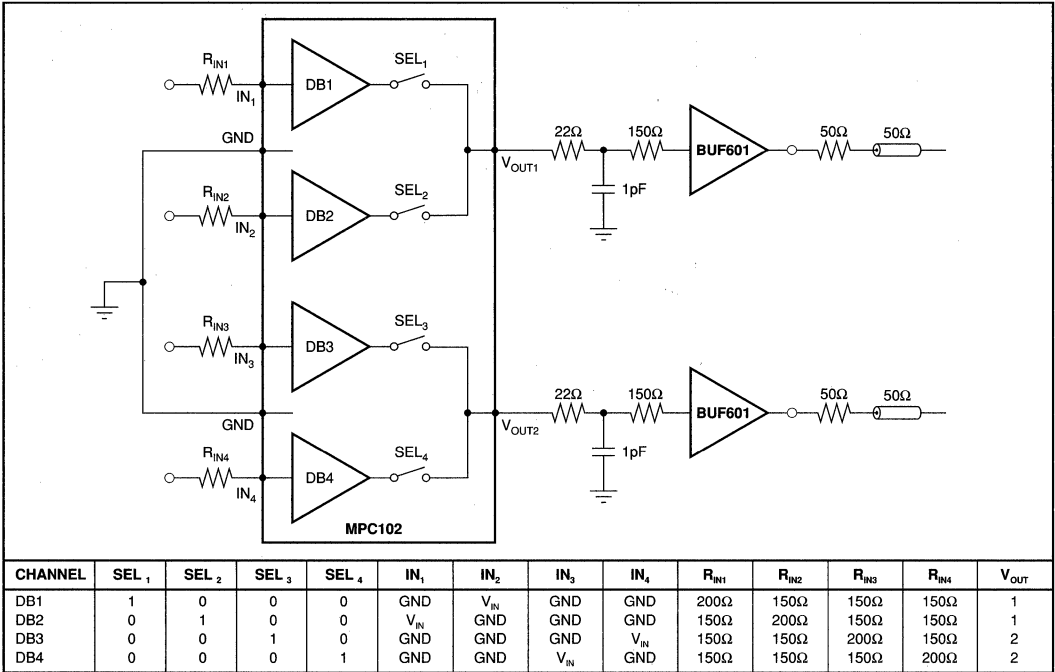 R_IN1
IN_1
DB1
SEL_1
GND
V_OUT1
22Ω
150Ω
1pF
BUF601
50Ω
50Ω
R_IN2
IN_2
DB2
SEL_2
R_IN3
IN_3
DB3
SEL_3
GND
V_OUT2
22Ω
150Ω
1pF
BUF601
50Ω
50Ω
R_IN4
IN_4
DB4
SEL_4
MPC102
CHANNEL SEL_1 SEL_2 SEL_3 SEL_4 IN_1 IN_2 IN_3 IN_4 R_IN1 R_IN2 R_IN3 R_IN4 V_OUT
DB1 1 0 0 0 GND V_IN GND GND 200Ω 150Ω 150Ω 150Ω 1
DB2 0 1 0 0 V_IN GND GND GND 150Ω 200Ω 150Ω 150Ω 1
DB3 0 0 1 0 GND GND GND V_IN 150Ω 150Ω 200Ω 150Ω 2
DB4 0 0 0 1 GND GND V_IN GND 150Ω 150Ω 150Ω 200Ω 2